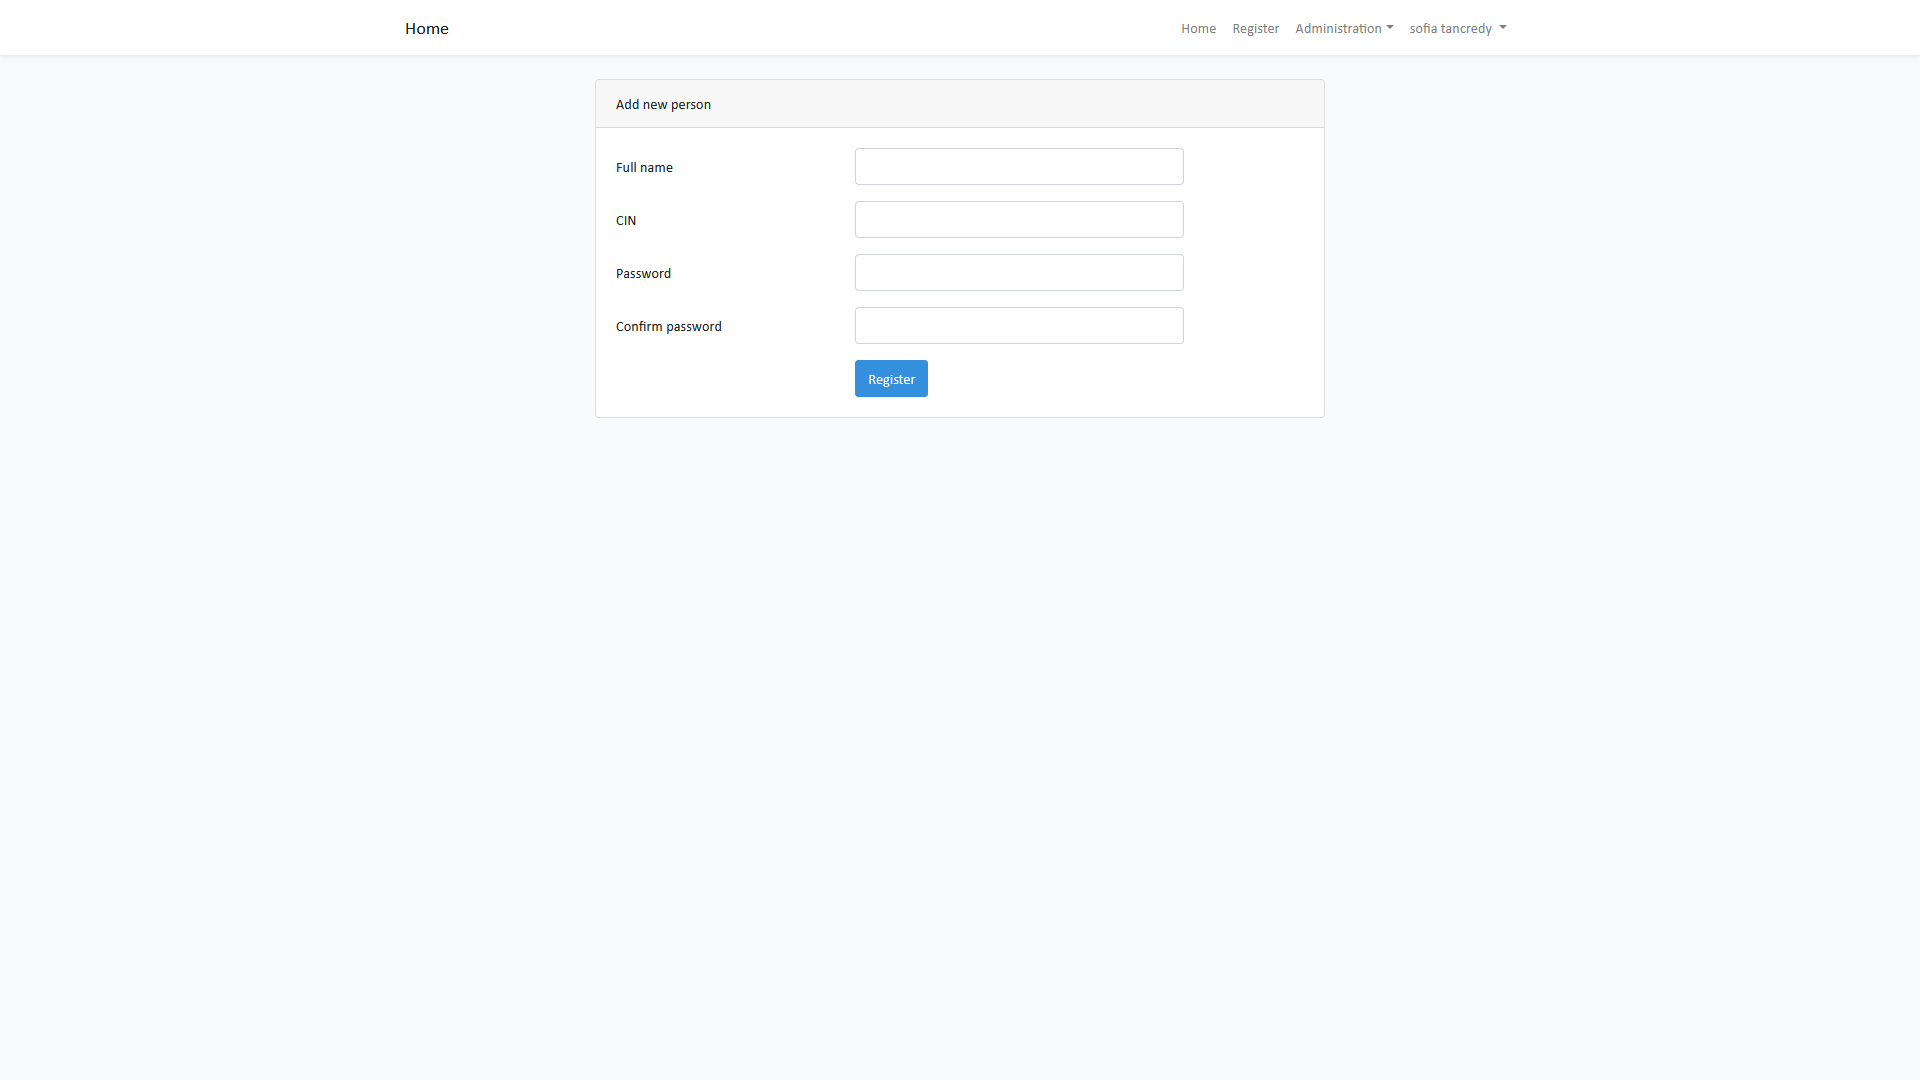 Home
Home Register Administration sofia tancredy
Add new person
Full name
CIN
Password
Confirm password
Register